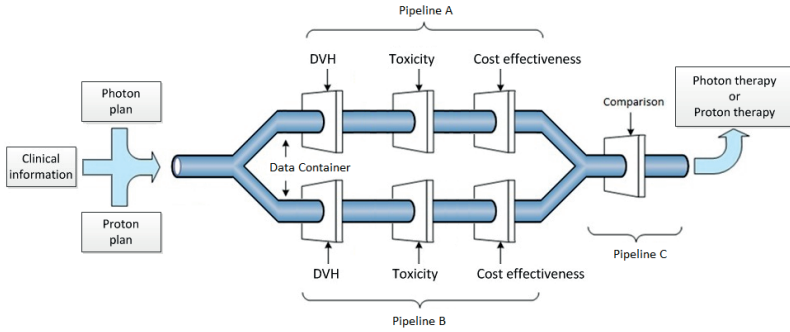 Pipeline A
DVH
Toxicity
Cost effectiveness
Photon
plan
Photon therapy
or
Proton therapy
Comparison
Clinical
information
Data Container
Proton
plan
DVH
Toxicity
Cost effectiveness
Pipeline C
Pipeline B